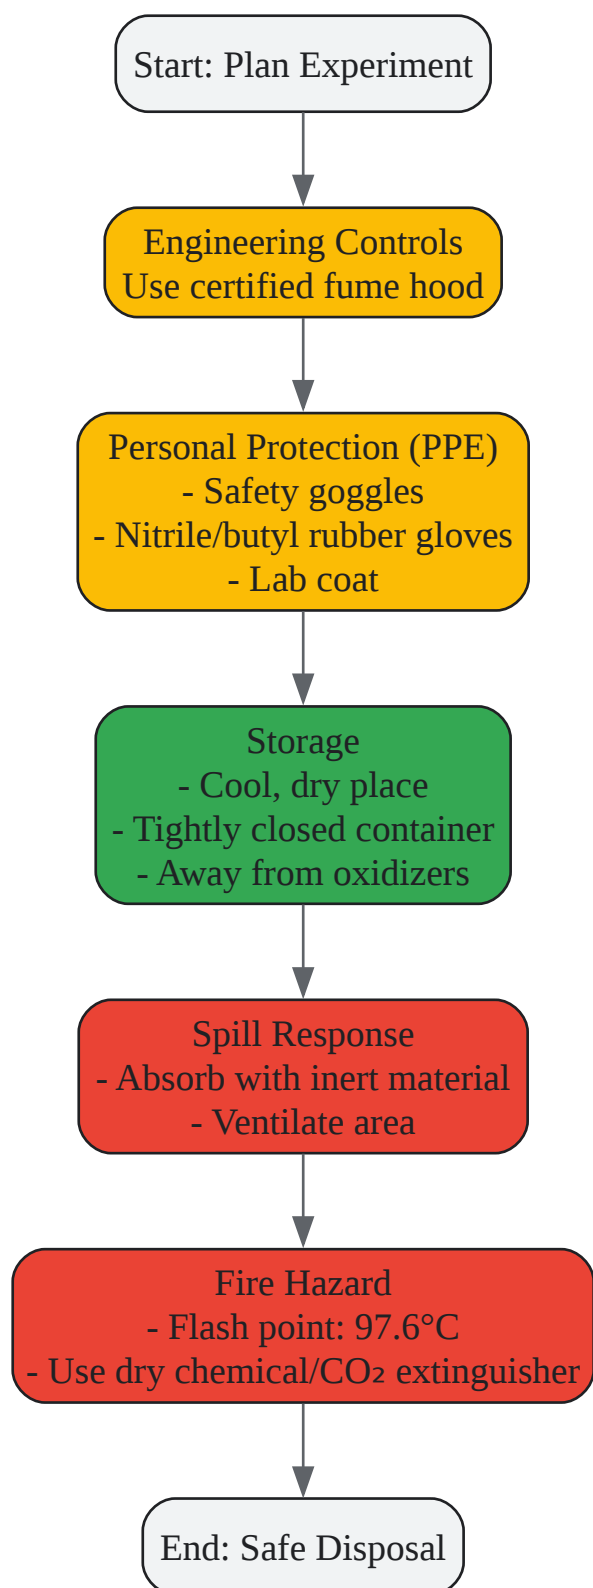 Start: Plan Experiment
Engineering Controls
Use certified fume hood
Personal Protection (PPE)
- Safety goggles
- Nitrile/butyl rubber gloves
- Lab coat
Storage
- Cool, dry place
- Tightly closed container
- Away from oxidizers
Spill Response
- Absorb with inert material
- Ventilate area
Fire Hazard
- Flash point: 97.6°C
- Use dry chemical/CO₂ extinguisher
End: Safe Disposal